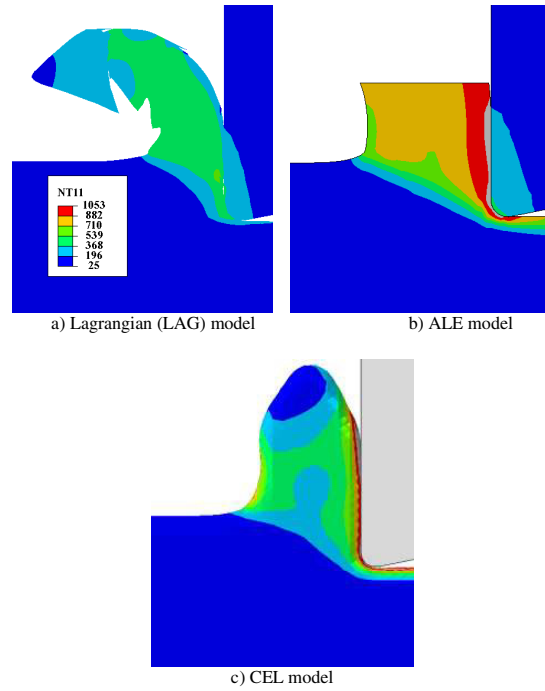 NT11
1053
882
710
539
368
196
25
a) Lagrangian (LAG) model
b) ALE model
c) CEL model